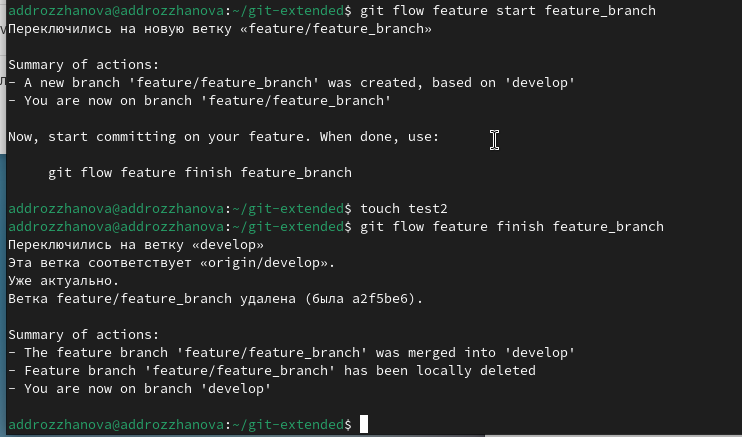 addrozzhanova@addrozzhanova:~/git-extended$ git flow feature start feature_branch
Переключились на новую ветку «feature/feature_branch»
Summary of actions:
- A new branch 'feature/feature_branch' was created, based on 'develop'
- You are now on branch 'feature/feature_branch'
Now, start committing on your feature. When done, use:
git flow feature finish feature_branch
addrozzhanova@addrozzhanova:~/git-extended$ touch test2
addrozzhanova@addrozzhanova:~/git-extended$ git flow feature finish feature_branch
Переключились на ветку «develop»
Эта ветка соответствует «origin/develop».
Уже актуально.
Ветка feature/feature_branch удалена (была a2f5be6).
Summary of actions:
- The feature branch 'feature/feature_branch' was merged into 'develop'
- Feature branch 'feature/feature_branch' has been locally deleted
- You are now on branch 'develop'
addrozzhanova@addrozzhanova:~/git-extended$